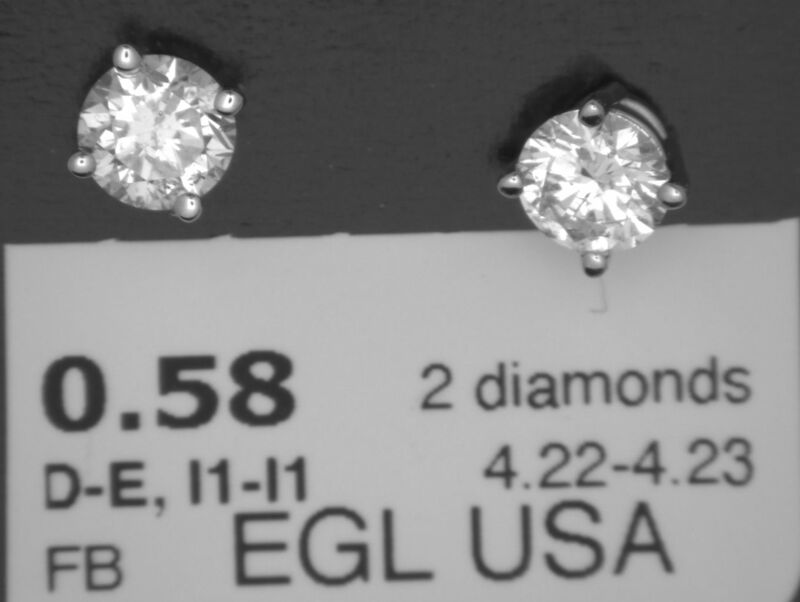 0.58
2 diamonds
D-E, I1-I1
4.22-4.23
FB
EGL USA